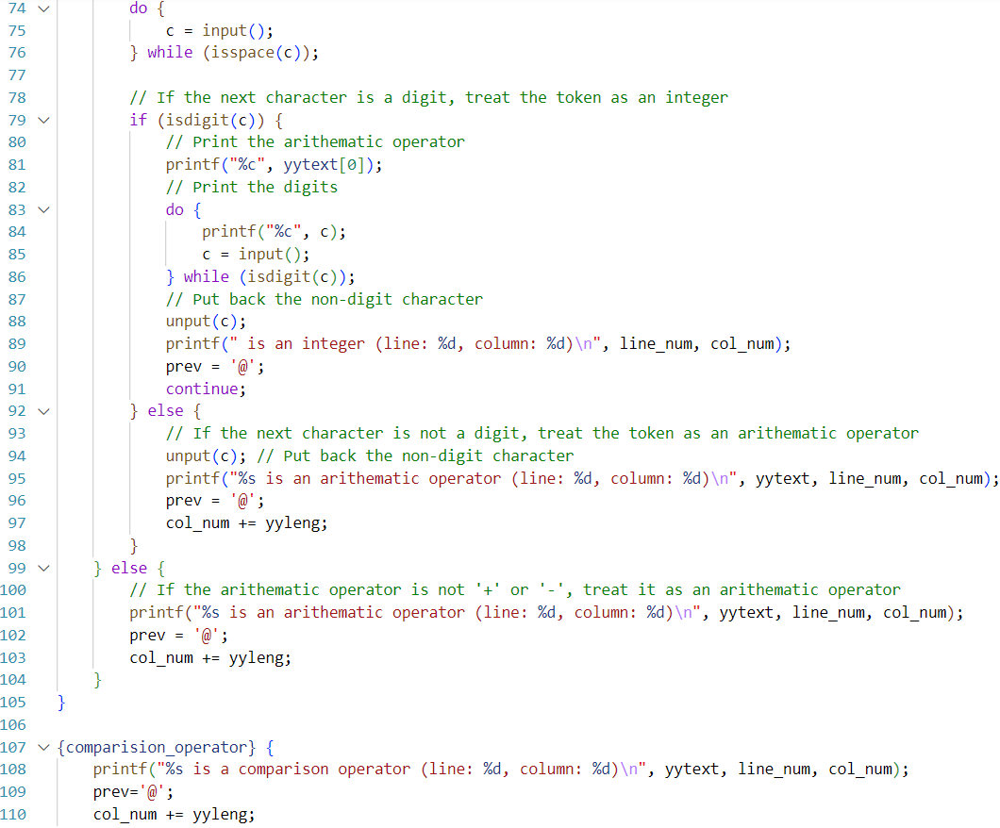 74 do {
75 c = input();
76 } while (isspace(c));
77
78 // If the next character is a digit, treat the token as an integer
79 if (isdigit(c)) {
80 // Print the arithematic operator
81 printf("%c", yytext[0]);
82 // Print the digits
83 do {
84 printf("%c", c);
85 c = input();
86 } while (isdigit(c));
87 // Put back the non-digit character
88 unput(c);
89 printf(" is an integer (line: %d, column: %d)\n", line_num, col_num);
90 prev = '@';
91 continue;
92 } else {
93 // If the next character is not a digit, treat the token as an arithematic operator
94 unput(c); // Put back the non-digit character
95 printf("%s is an arithematic operator (line: %d, column: %d)\n", yytext, line_num, col_num);
96 prev = '@';
97 col_num += yyleng;
98 }
99 } else {
100 // If the arithematic operator is not '+' or '-', treat it as an arithematic operator
101 printf("%s is an arithematic operator (line: %d, column: %d)\n", yytext, line_num, col_num);
102 prev = '@';
103 col_num += yyleng;
104 }
105 }
106
107 {comparision_operator} {
108 printf("%s is a comparison operator (line: %d, column: %d)\n", yytext, line_num, col_num);
109 prev='@';
110 col_num += yyleng;